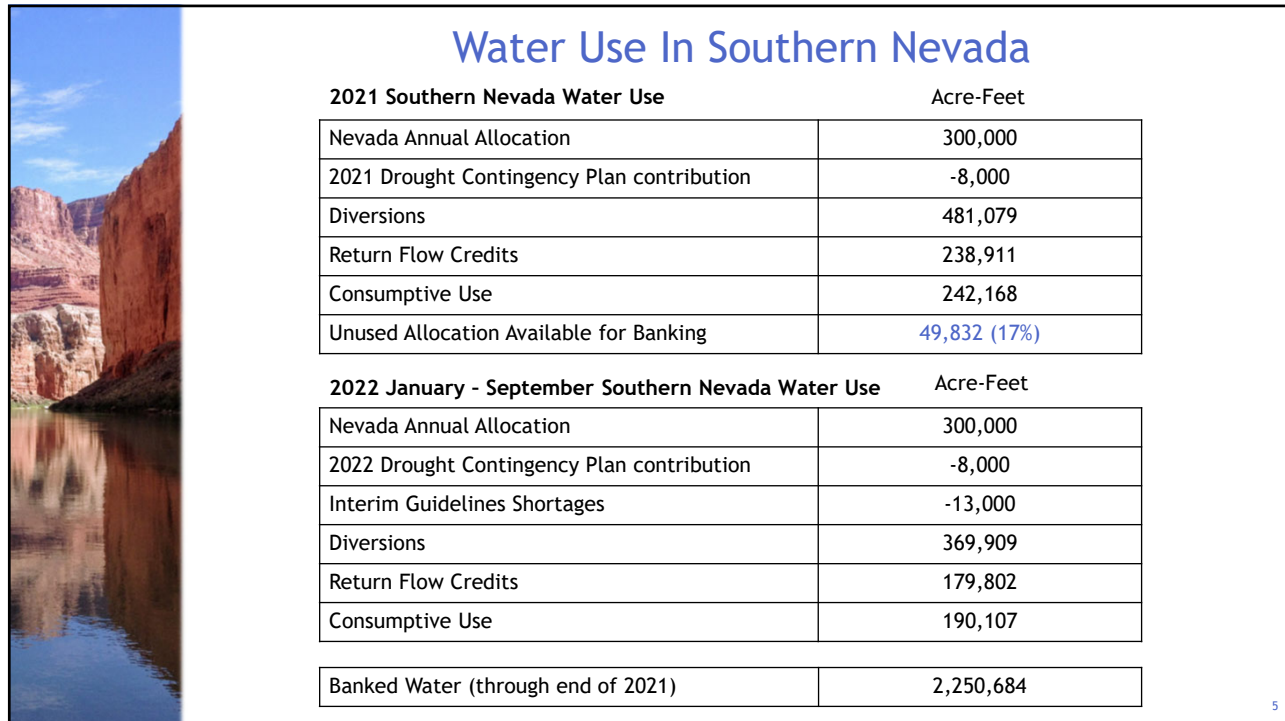 Water Use In Southern Nevada
2021 Southern Nevada Water Use Acre-Feet
Nevada Annual Allocation 300,000
2021 Drought Contingency Plan contribution -8,000
Diversions 481,079
Return Flow Credits 238,911
Consumptive Use 242,168
Unused Allocation Available for Banking 49,832 (17%)
2022 January – September Southern Nevada Water Use Acre-Feet
Nevada Annual Allocation 300,000
2022 Drought Contingency Plan contribution -8,000
Interim Guidelines Shortages -13,000
Diversions 369,909
Return Flow Credits 179,802
Consumptive Use 190,107
Banked Water (through end of 2021) 2,250,684
5